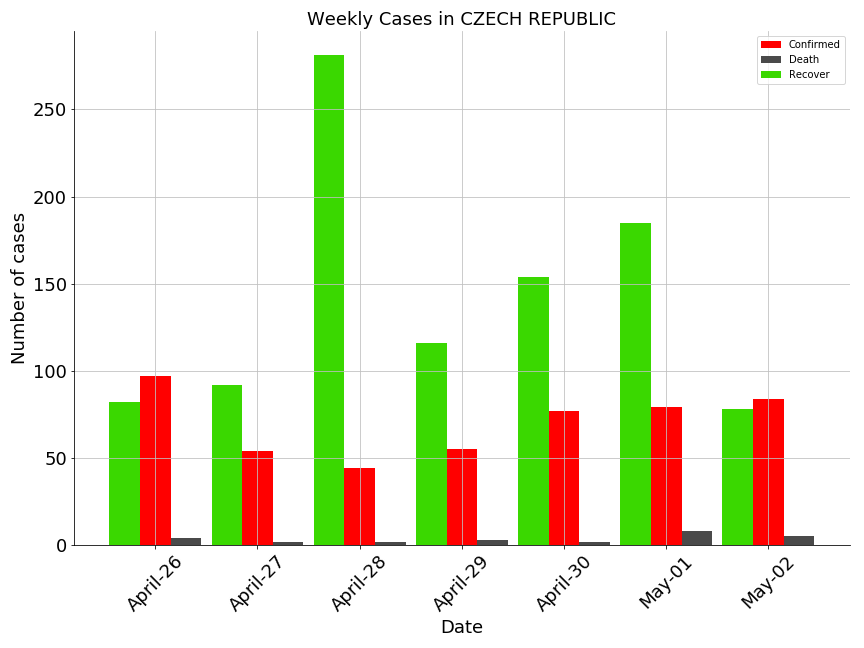 Weekly Cases in CZECH REPUBLIC
Confirmed
Death
Recover
Number of cases
250
200
150
100
50
0
April-26
April-27
April-28
April-29
April-30
May-01
May-02
Date